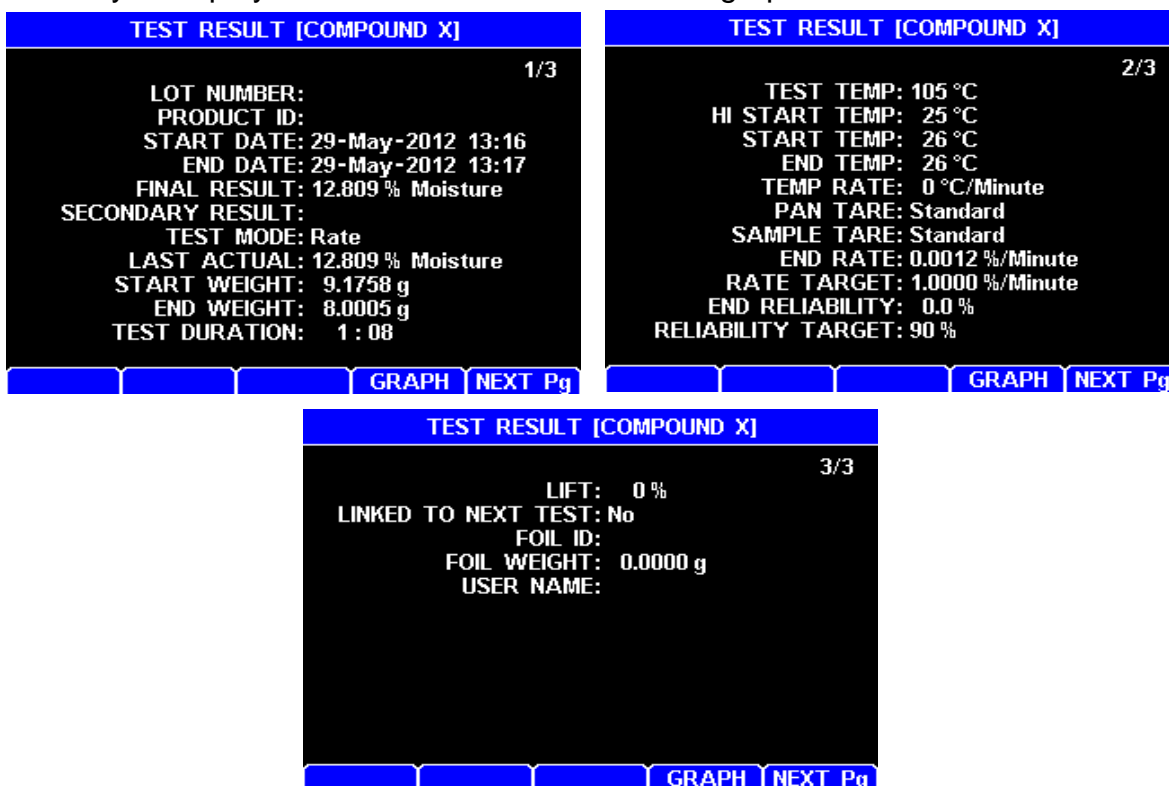 TEST RESULT [COMPOUND X]
1/3
LOT NUMBER:
PRODUCT ID:
START DATE: 29-May-2012 13:16
END DATE: 29-May-2012 13:17
FINAL RESULT: 12.809 % Moisture
SECONDARY RESULT:
TEST MODE: Rate
LAST ACTUAL: 12.809 % Moisture
START WEIGHT: 9.1758 g
END WEIGHT: 8.0005 g
TEST DURATION: 1 : 08
GRAPH NEXT Pg
TEST RESULT [COMPOUND X]
2/3
TEST TEMP: 105 °C
HI START TEMP: 25 °C
START TEMP: 26 °C
END TEMP: 26 °C
TEMP RATE: 0 °C/Minute
PAN TARE: Standard
SAMPLE TARE: Standard
END RATE: 0.0012 %/Minute
RATE TARGET: 1.0000 %/Minute
END RELIABILITY: 0.0 %
RELIABILITY TARGET: 90 %
GRAPH NEXT Pg
TEST RESULT [COMPOUND X]
3/3
LIFT: 0 %
LINKED TO NEXT TEST: No
FOIL ID:
FOIL WEIGHT: 0.0000 g
USER NAME:
GRAPH NEXT Pg